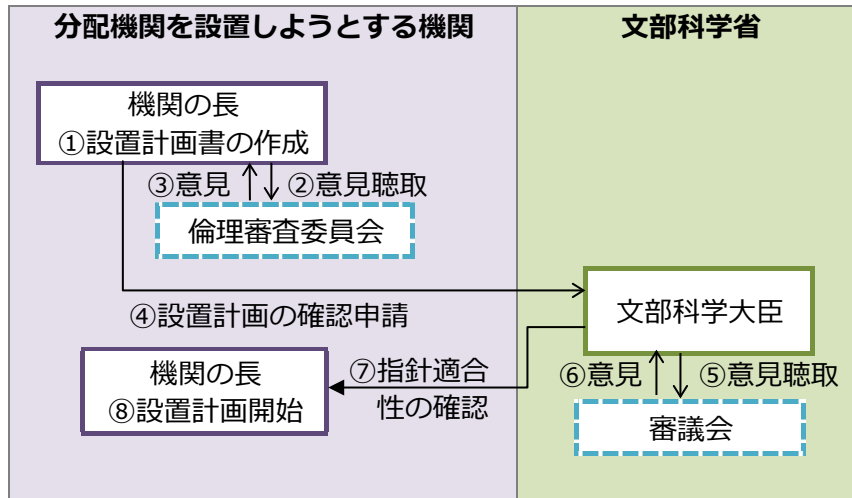 分配機関を設置しようとする機関
文部科学省
機関の長
①設置計画書の作成
③意見
②意見聴取
倫理審査委員会
④設置計画の確認申請
文部科学大臣
機関の長
⑧設置計画開始
⑦指針適合
性の確認
⑥意見
⑤意見聴取
審議会